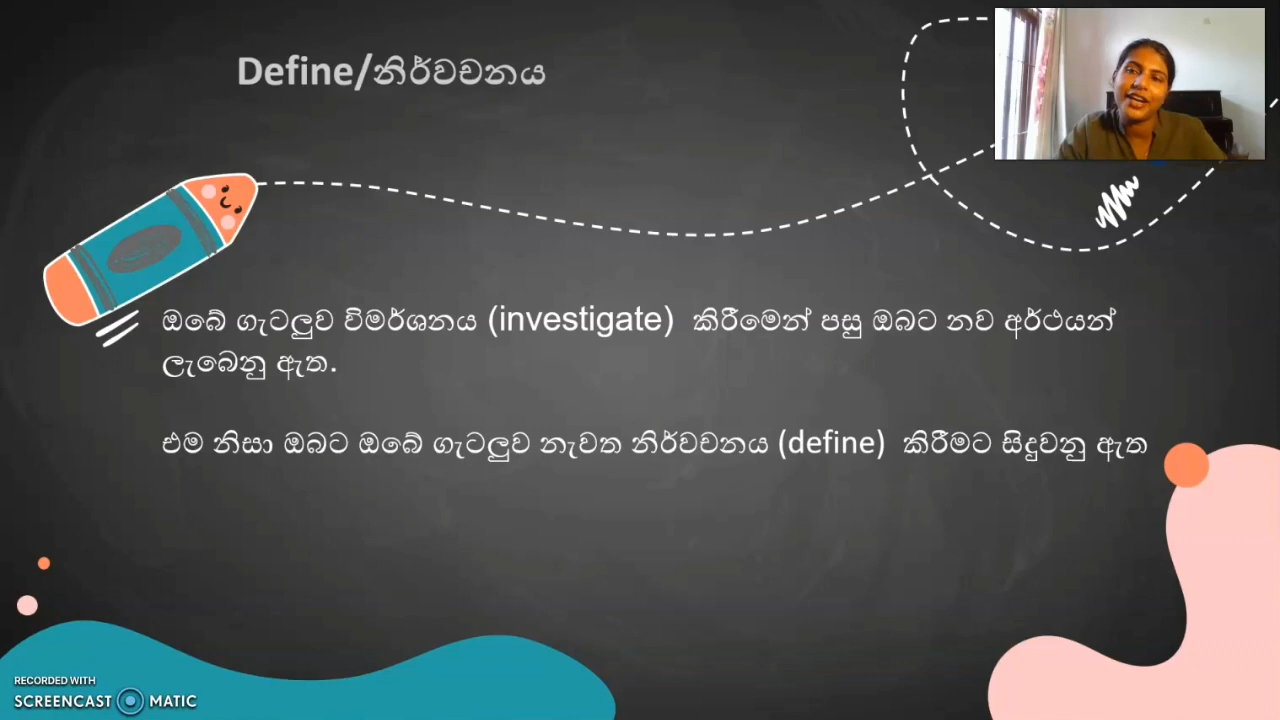 Define/නිර්වචනය
ඔබේ ගැටලුව විමර්ශනය (investigate) කිරීමෙන් පසු ඔබට නව අර්ථයන්
ලැබෙනු ඇත.
එම නිසා ඔබට ඔබේ ගැටලුව නැවත නිර්වචනය (define) කිරීමට සිදුවනු ඇත
RECORDED WITH
SCREENCAST MATIC